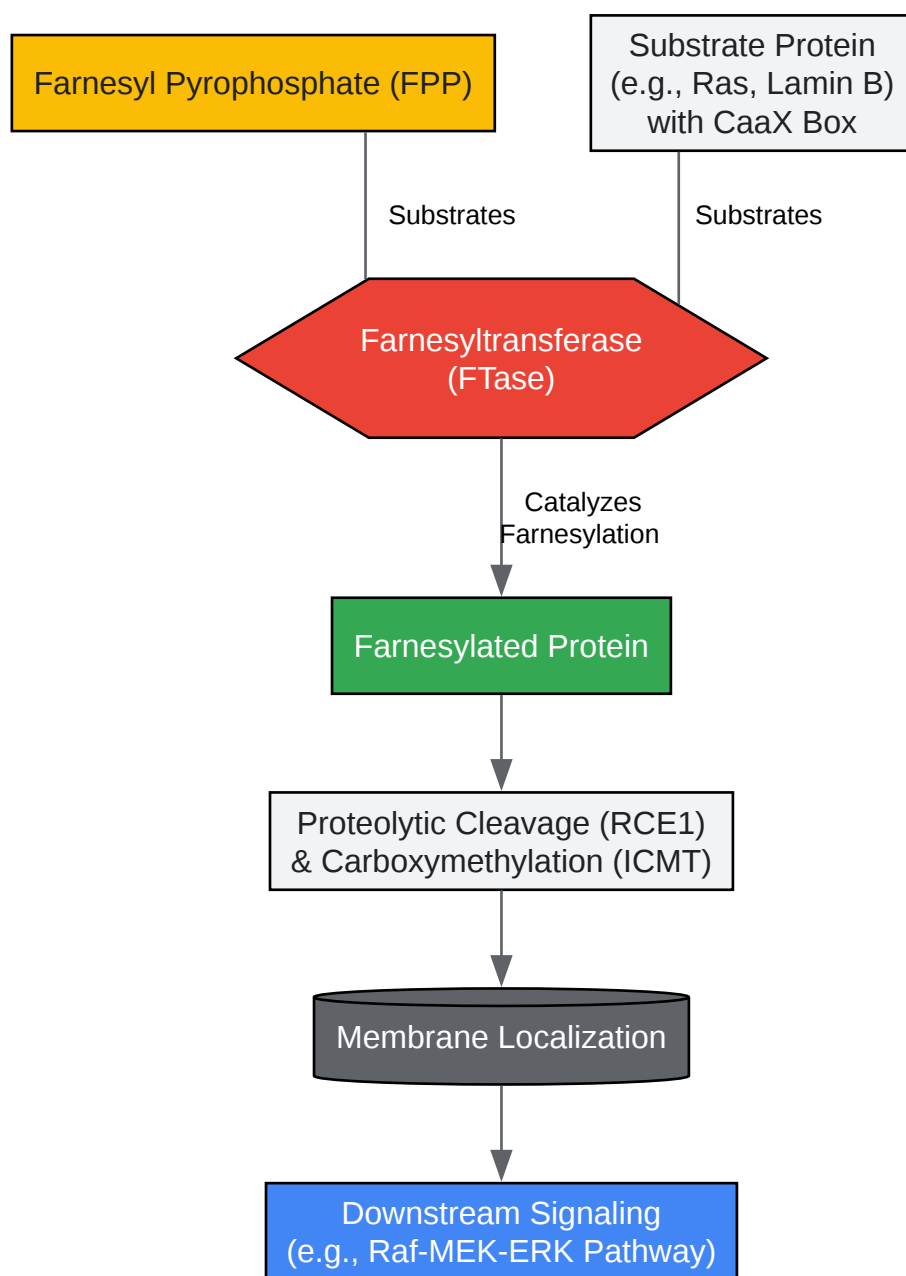 Farnesyl Pyrophosphate (FPP)
Substrate Protein
(e.g., Ras, Lamin B)
with CaaX Box
Substrates
Substrates
Farnesyltransferase
(FTase)
Catalyzes
Farnesylation
Farnesylated Protein
Proteolytic Cleavage (RCE1)
& Carboxymethylation (ICMT)
Membrane Localization
Downstream Signaling
(e.g., Raf-MEK-ERK Pathway)